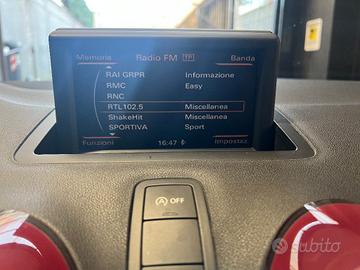 Memoria Radio FM TP Banda
RAI GRPR Informazione
RMC Easy
RNC
RTL102.5 Miscellanea
ShakeHit Miscellanea
SPORTIVA Sport
Funzioni 16:47 Impostaz.
A OFF
subito